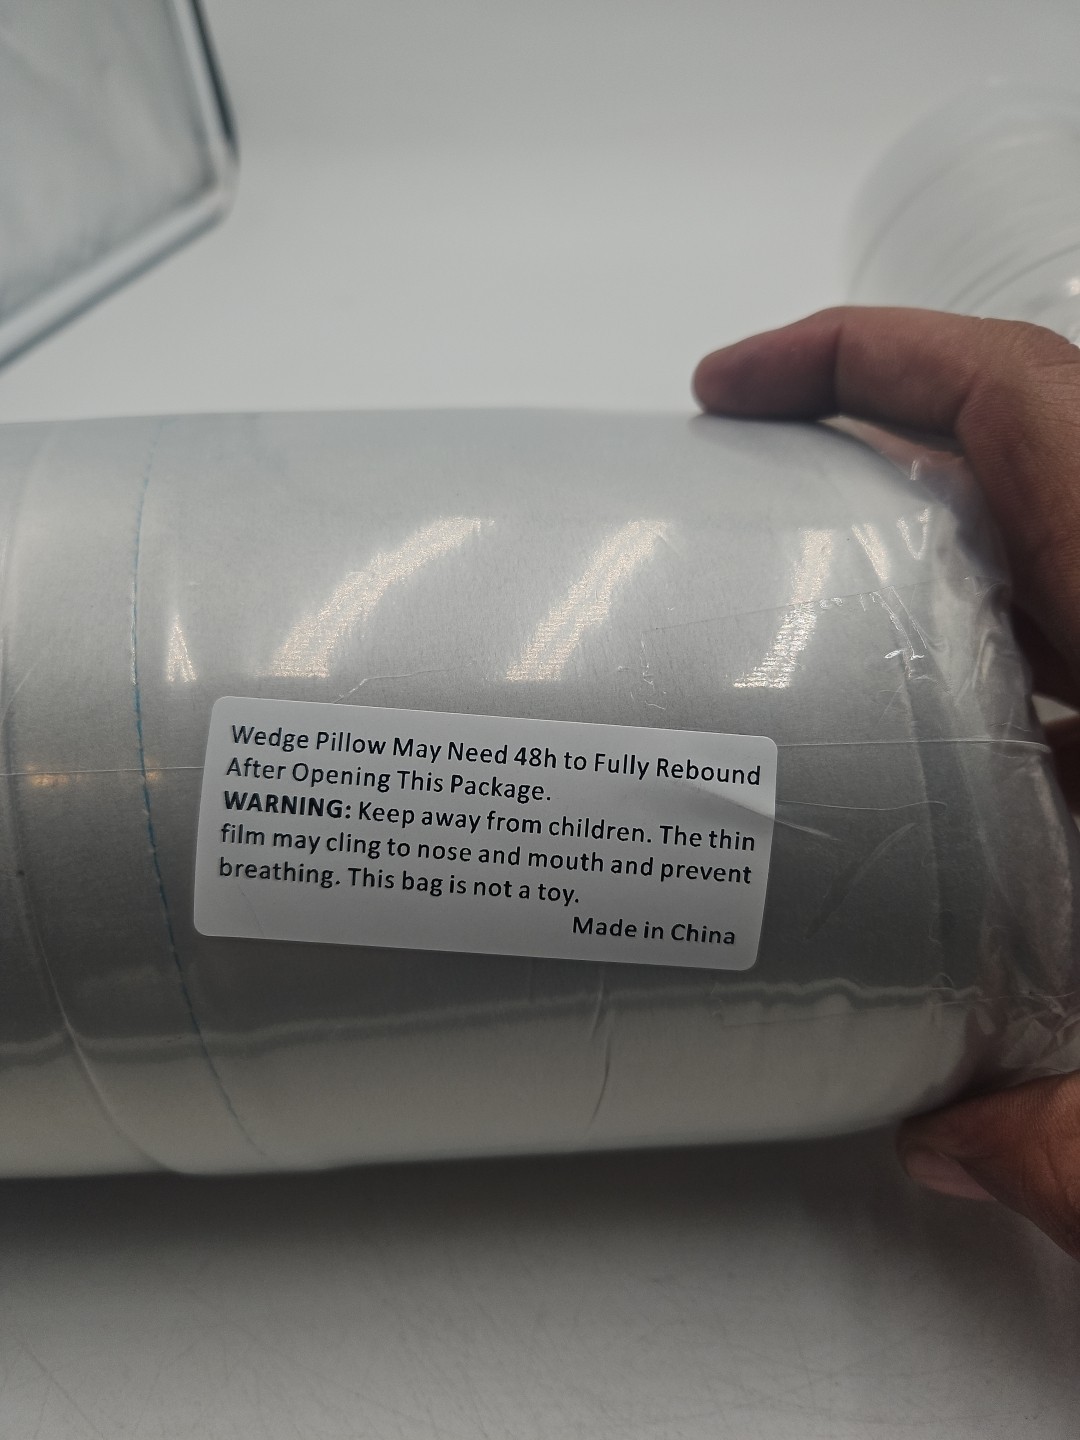 Wedge Pillow May Need 48h to Fully Rebound
After Opening This Package.
WARNING: Keep away from children. The thin
film may cling to nose and mouth and prevent
breathing. This bag is not a toy.
Made in China